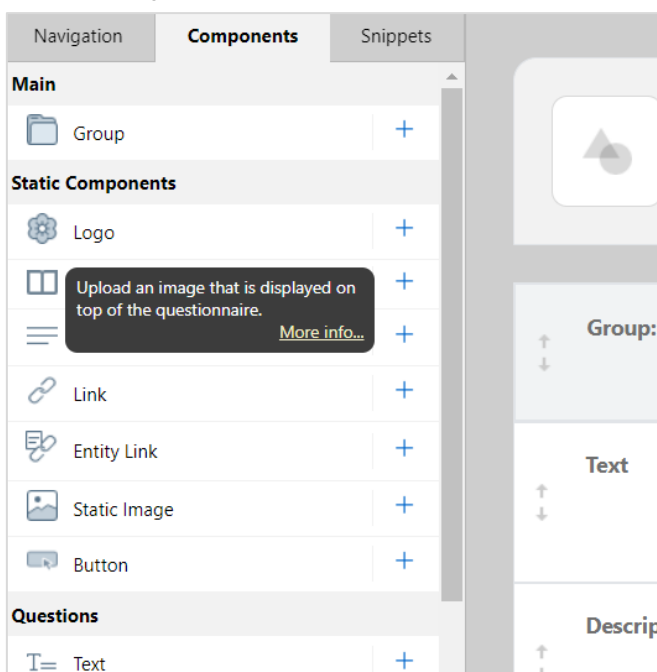 Navigation
Components
Snippets
Main
Group
Static Components
Logo
Upload an image that is displayed on
top of the questionnaire.
More info...
Link
Entity Link
Static Image
Button
Questions
Text
Group:
Text
Descrip